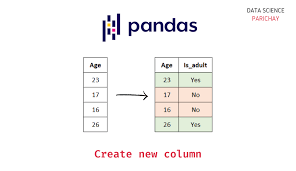 DATA SCIENCE
PARICHAY
pandas
Age
23
17
16
26
Age Is_adult
23 Yes
17 No
16 No
26 Yes
Create new column